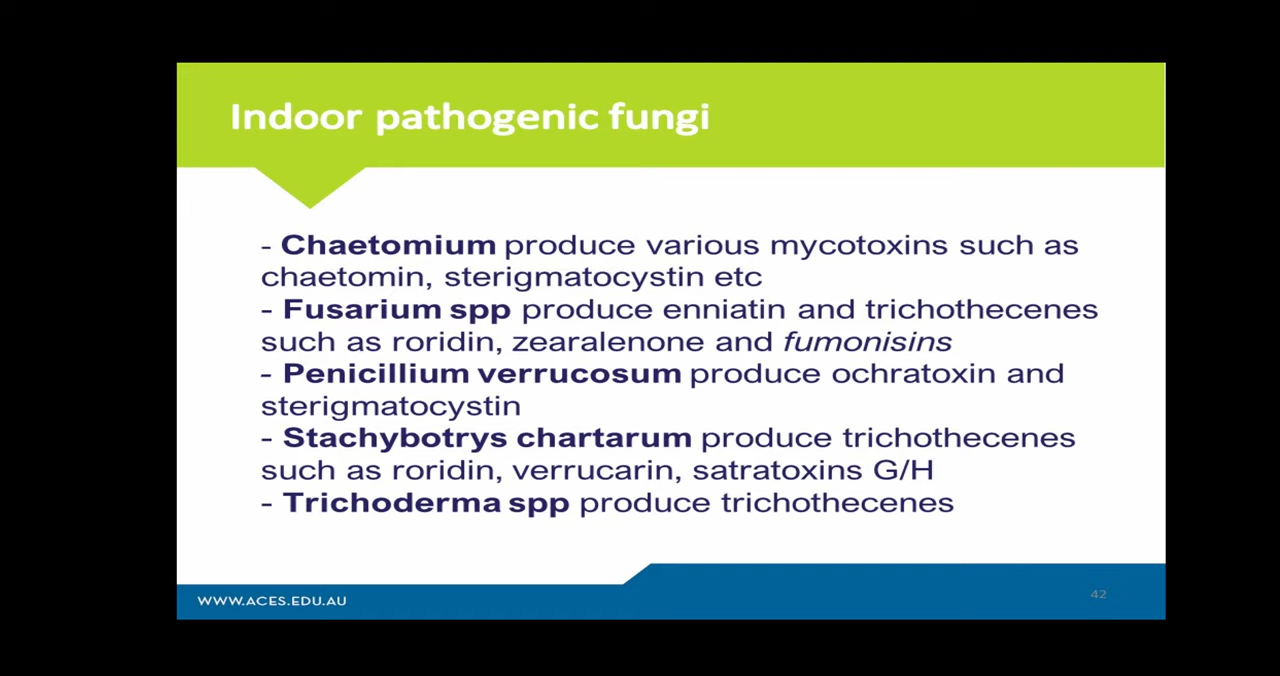 Indoor pathogenic fungi
- Chaetomium produce various mycotoxins such as
chaetomin, sterigmatocystin etc
- Fusarium spp produce enniatin and trichothecenes
such as roridin, zearalenone and fumonisins
- Penicillium verrucosum produce ochratoxin and
sterigmatocystin
- Stachybotrys chartarum produce trichothecenes
such as roridin, verrucarin, satratoxins G/H
- Trichoderma spp produce trichothecenes
WWW.ACES.EDU.AU
42